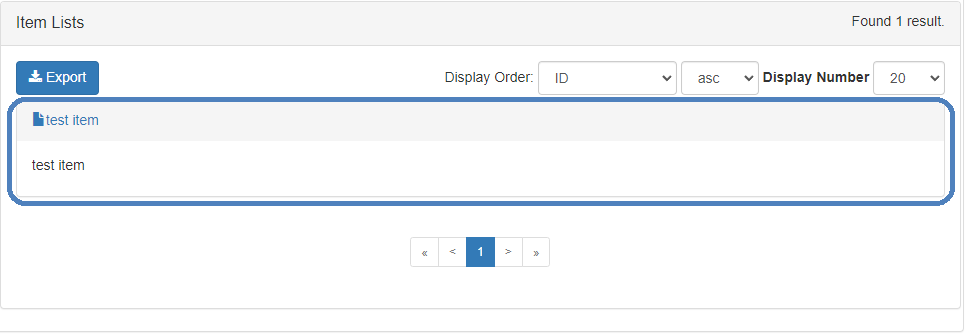 Item Lists Found 1 result.
Export Display Order: ID asc Display Number 20
test item
test item
« < 1 > »